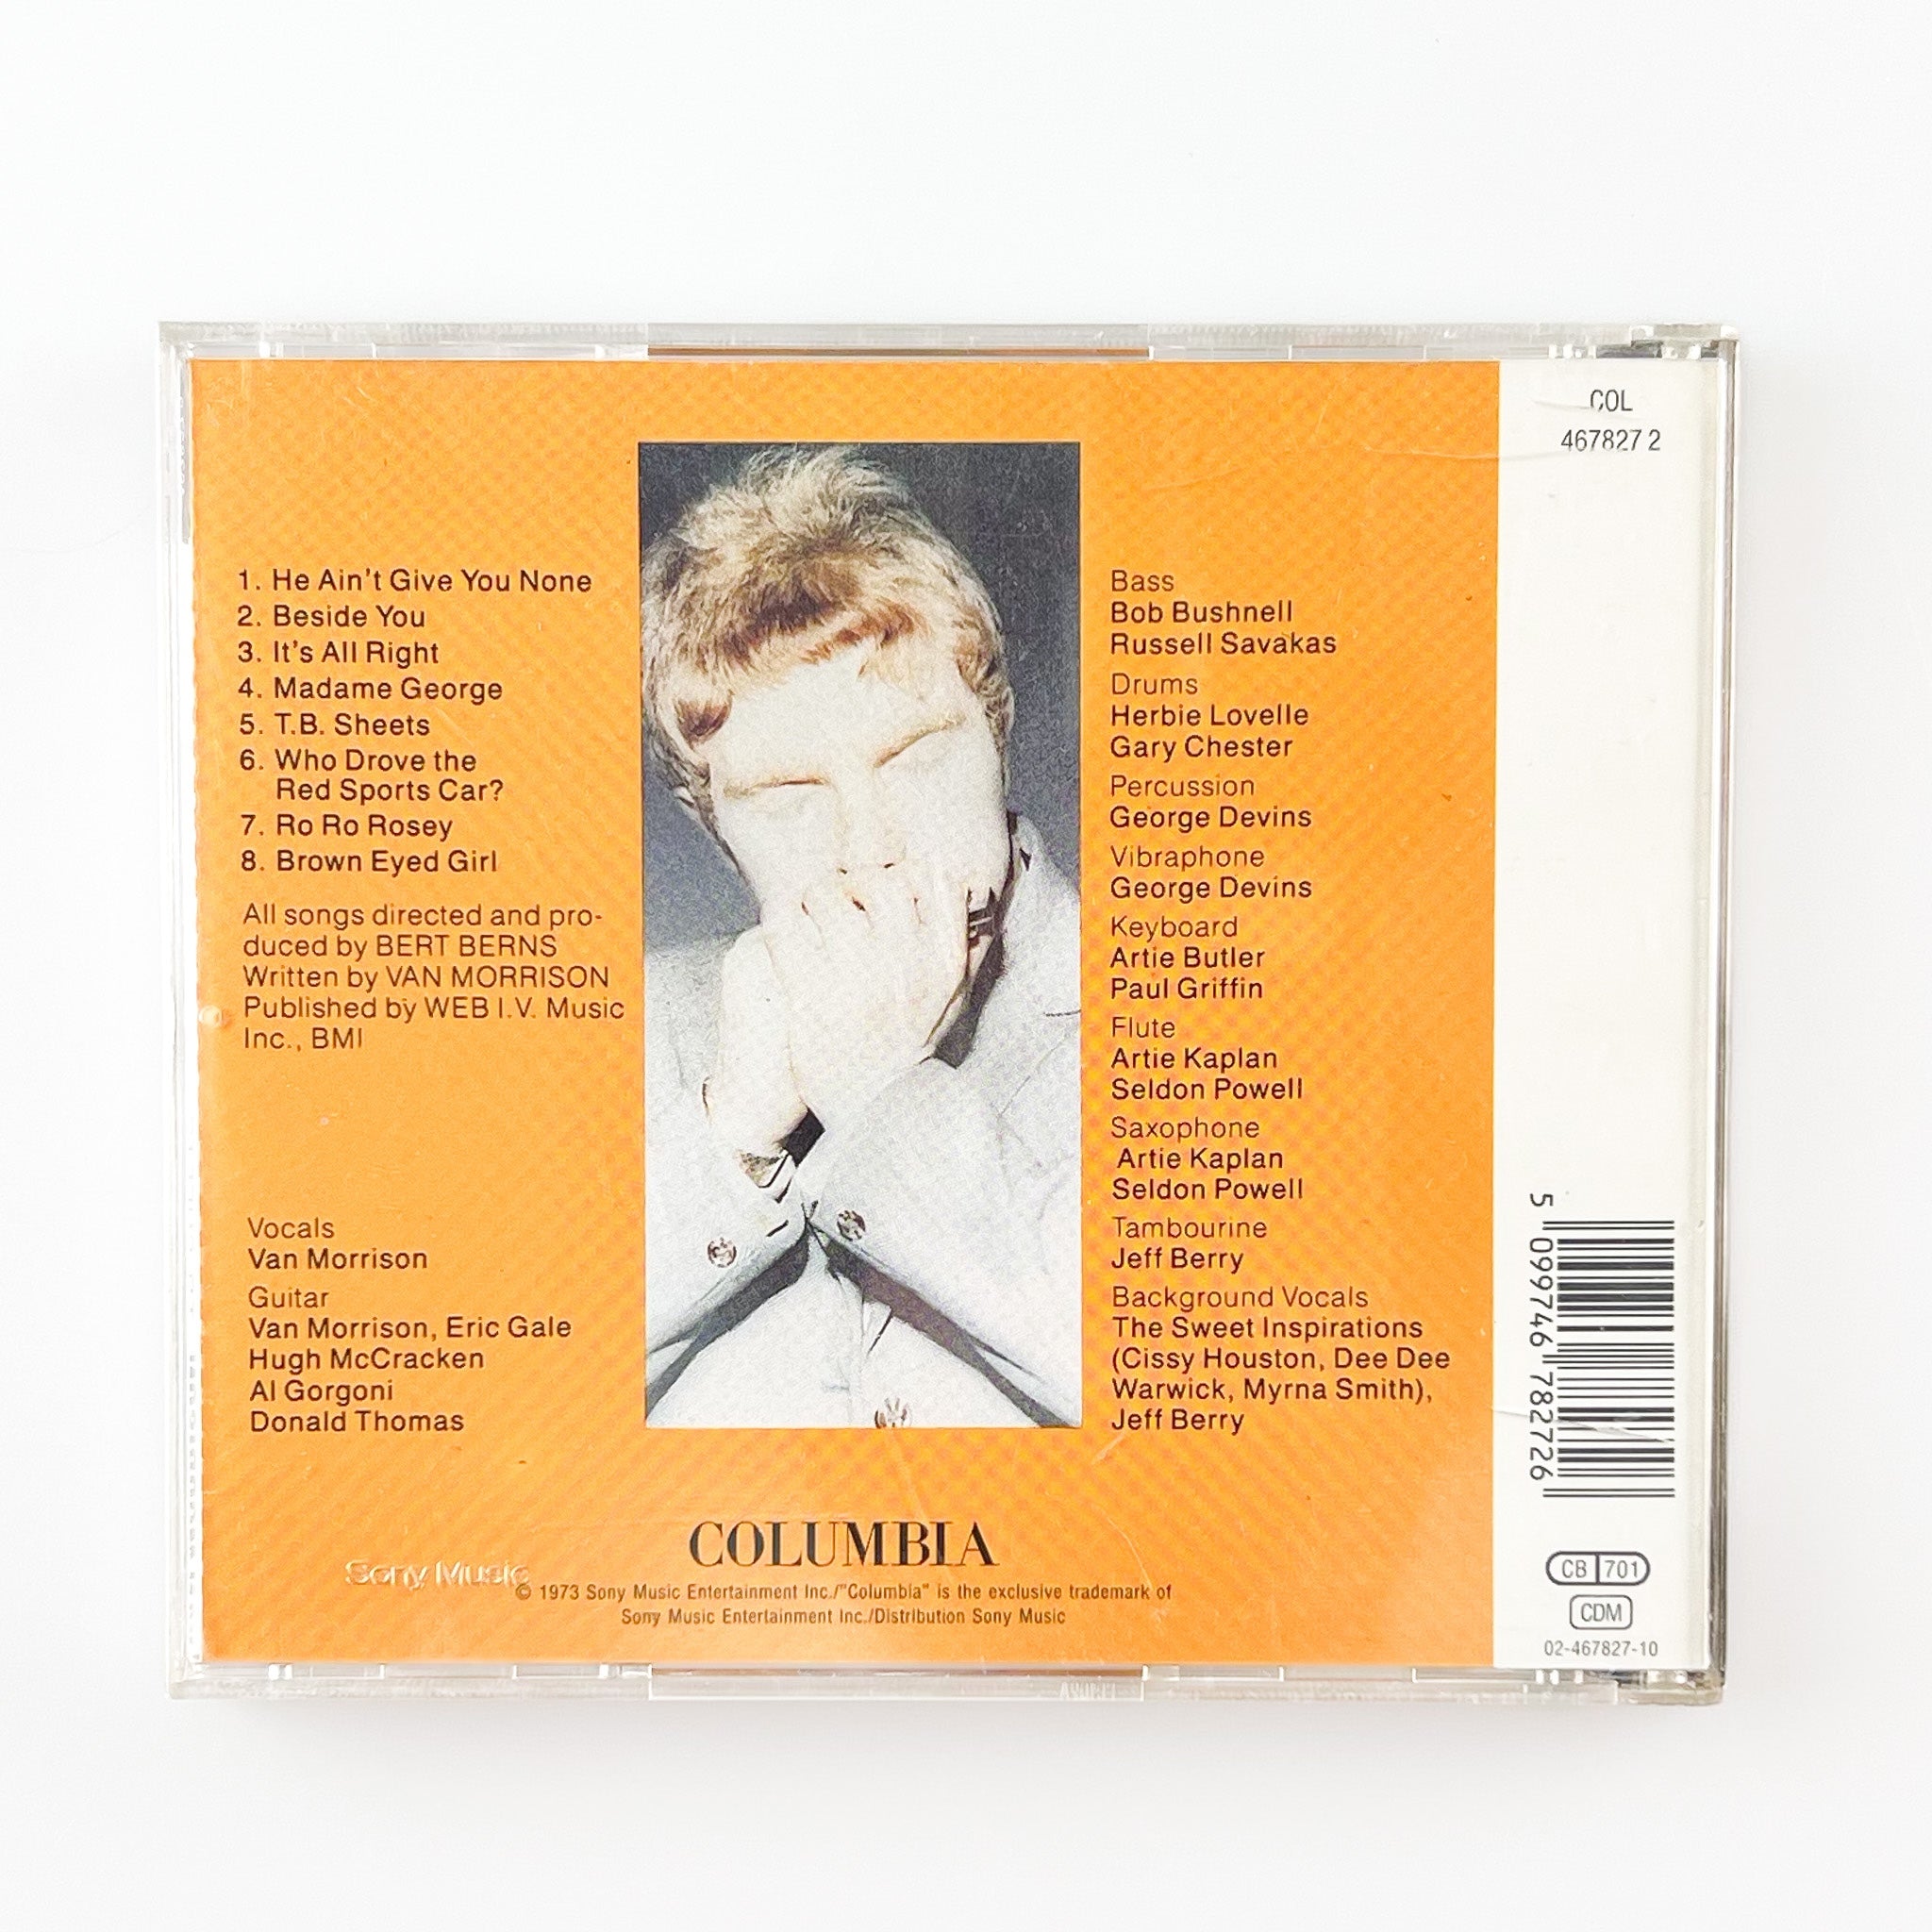 1. He Ain't Give You None
2. Beside You
3. It's All Right
4. Madame George
5. T.B. Sheets
6. Who Drove the
Red Sports Car?
7. Ro Ro Rosey
8. Brown Eyed Girl
All songs directed and pro-
duced by BERT BERNS
Written by VAN MORRISON
Published by WEB I.V. Music
Inc., BMI
Vocals
Van Morrison
Guitar
Van Morrison, Eric Gale
Hugh McCracken
Al Gorgoni
Donald Thomas
Bass
Bob Bushnell
Russell Savakas
Drums
Herbie Lovelle
Gary Chester
Percussion
George Devins
Vibraphone
George Devins
Keyboard
Artie Butler
Paul Griffin
Flute
Artie Kaplan
Seldon Powell
Saxophone
Artie Kaplan
Seldon Powell
Tambourine
Jeff Berry
Background Vocals
The Sweet Inspirations
(Cissy Houston, Dee Dee
Warwick, Myrna Smith),
Jeff Berry
COLUMBIA
Sony Music
© 1973 Sony Music Entertainment Inc./"Columbia" is the exclusive trademark of
Sony Music Entertainment Inc./Distribution Sony Music
COL
467827 2
5 099746 782726
CB 701
CDM
02-467827-10